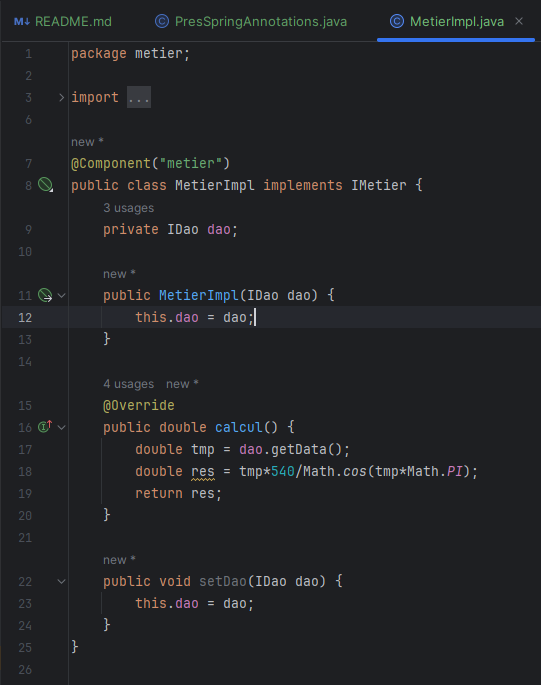 README.md PresSpringAnnotations.java MetierImpl.java
1 package metier;
2
3 import ...
6
new *
7 @Component("metier")
8 public class MetierImpl implements IMetier {
3 usages
9 private IDao dao;
10
new *
11 public MetierImpl(IDao dao) {
12 this.dao = dao;
13 }
14
4 usages new *
15 @Override
16 public double calcul() {
17 double tmp = dao.getData();
18 double res = tmp*540/Math.cos(tmp*Math.PI);
19 return res;
20 }
21
new *
22 public void setDao(IDao dao) {
23 this.dao = dao;
24 }
25 }
26